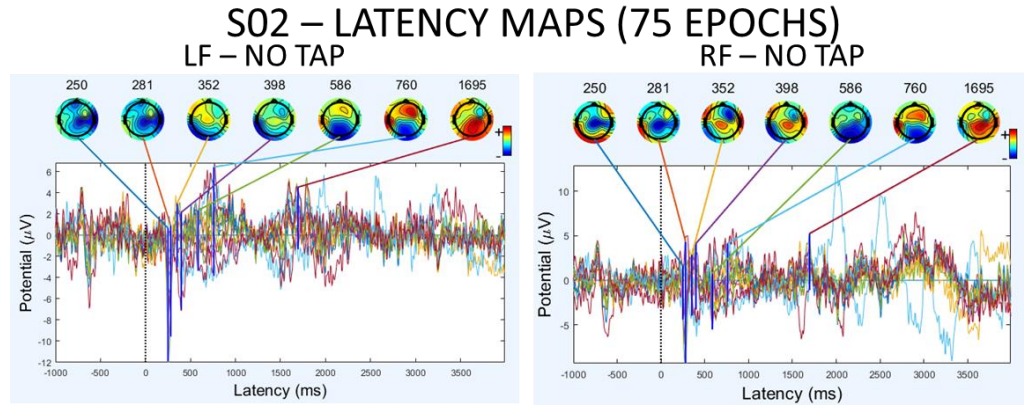 S02 – LATENCY MAPS (75 EPOCHS)
LF – NO TAP
RF – NO TAP
250 281 352 398 586 760 1695
+
-
6
4
2
0
-2
-4
-6
-8
-10
-12
Potential (μV)
-1000 -500 0 500 1000 1500 2000 2500 3000 3500
Latency (ms)
250 281 352 398 586 760 1695
+
-
10
5
0
-5
Potential (μV)
-1000 -500 0 500 1000 1500 2000 2500 3000 3500
Latency (ms)